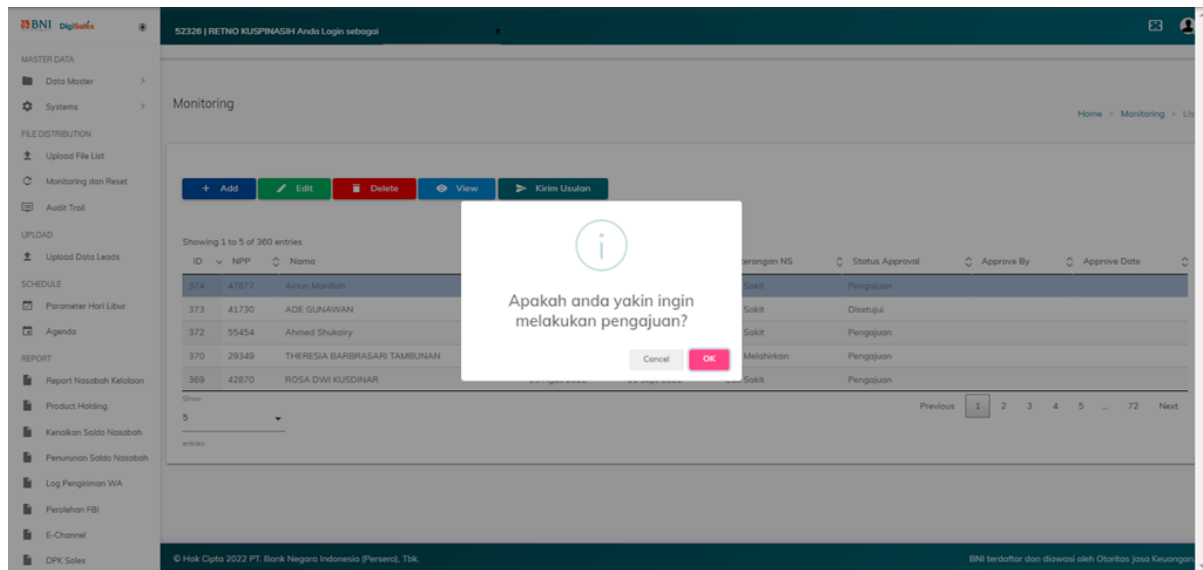 BNI DigiSales
52326 | RETNO KUSPINASIH Anda Login sebagai
MASTER DATA
Data Master
Systems
FILE DISTRIBUTION
Upload File List
Monitoring dan Reset
Audit Trail
UPLOAD
Upload Data Leads
SCHEDULE
Parameter Hari Libur
Agenda
REPORT
Report Nasabah Kelolaan
Product Holding
Kenaikan Saldo Nasabah
Penurunan Saldo Nasabah
Log Pengiriman WA
Perolehan FBI
E-Channel
DPK Sales
Monitoring
Home > Monitoring > Lis
+ Add Edit Delete View Kirim Usulan
Showing 1 to 5 of 360 entries
ID NPP Nama erangan NS Status Approval Approve By Approve Date
374 47877 Ainun Mardiah Sakit Pengajuan
373 41730 ADE GUNAWAN Sakit Disetujui
372 55454 Ahmed Shukairy Sakit Pengajuan
370 29349 THERESIA BARBRASARI TAMBUNAN Melahirkan Pengajuan
369 42870 ROSA DWI KUSDINAR Sakit Pengajuan
Apakah anda yakin ingin
melakukan pengajuan?
Cancel OK
Show
5
entries
Previous 1 2 3 4 5 ... 72 Next
© Hak Cipta 2022 PT. Bank Negara Indonesia (Persero), Tbk.
BNI terdaftar dan diawasi oleh Otoritas Jasa Keuangan